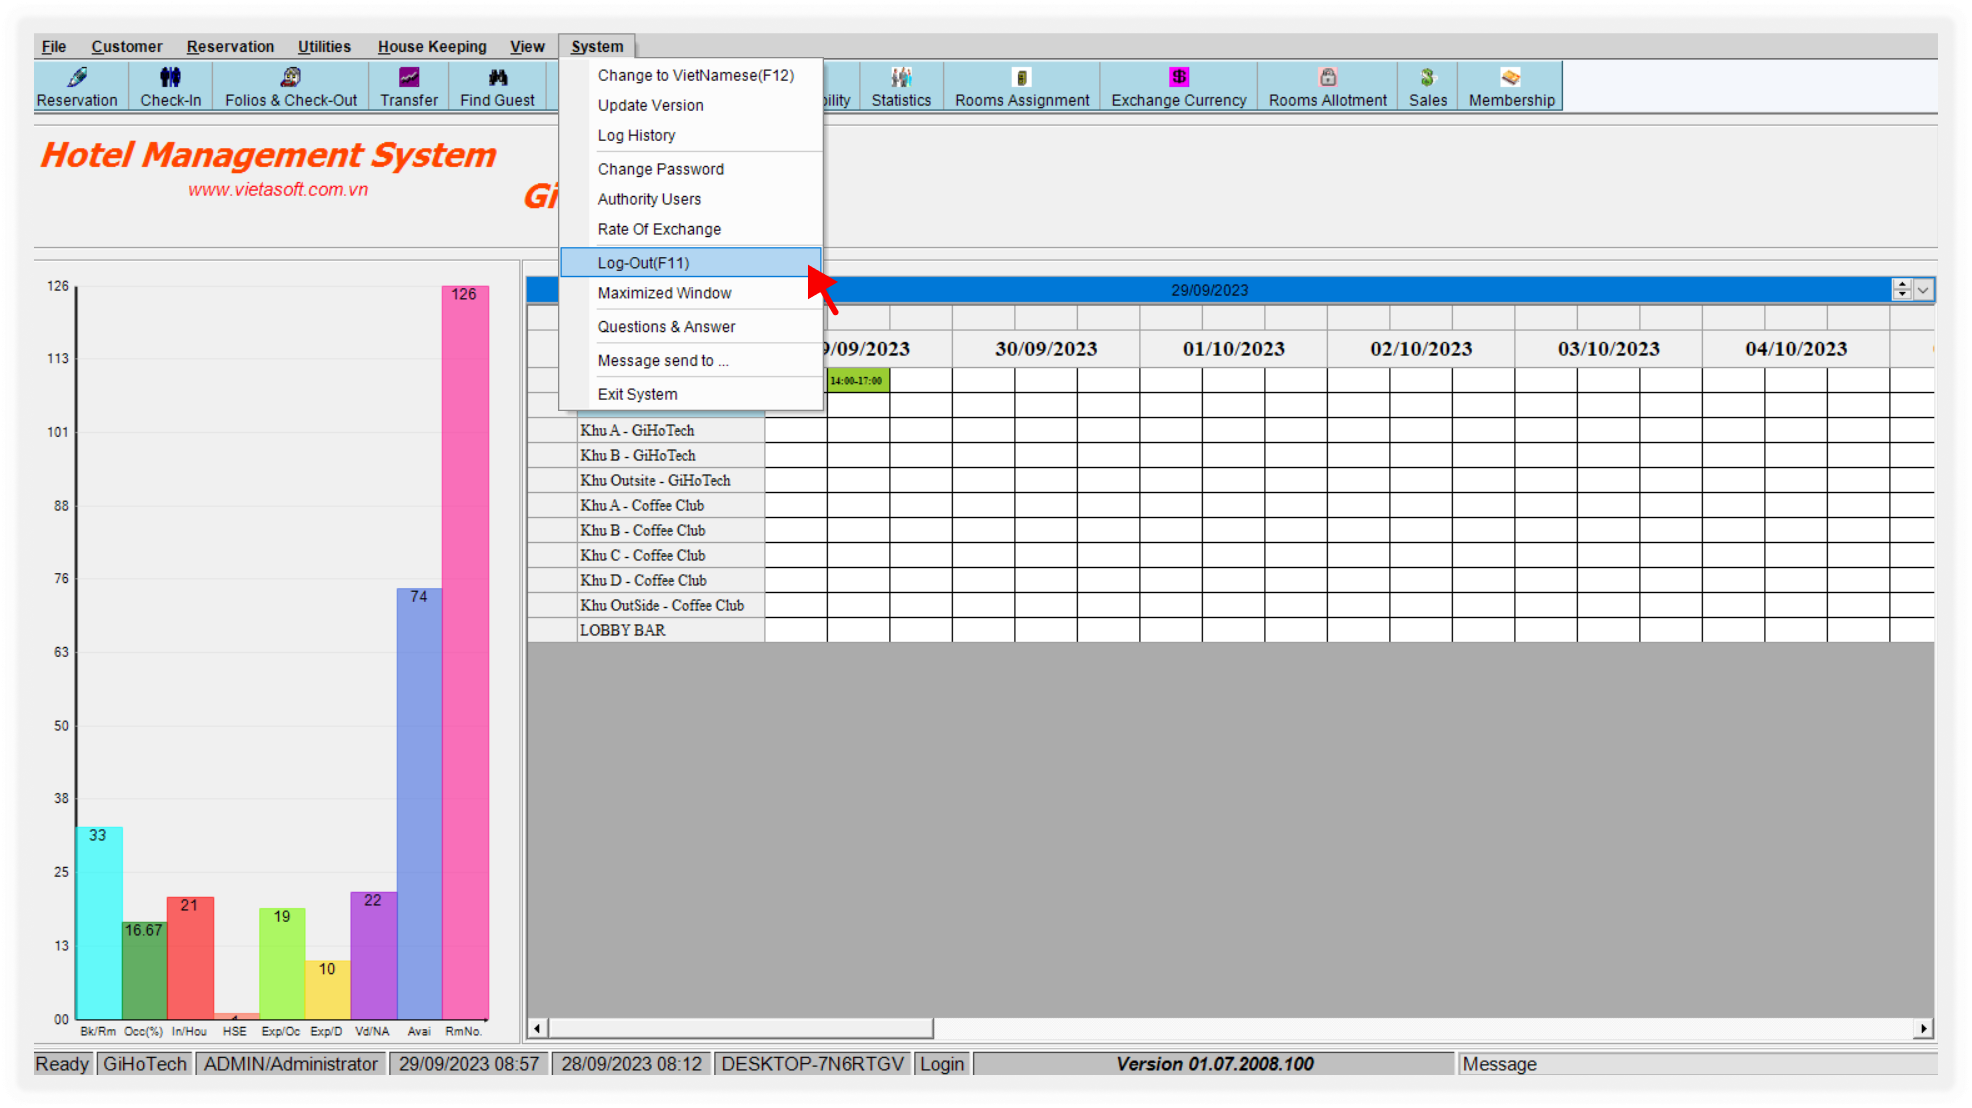 File Customer Reservation Utilities House Keeping View System
Reservation Check-In Folios & Check-Out Transfer Find Guest Statistics Rooms Assignment Exchange Currency Rooms Allotment Sales Membership
Change to VietNamese(F12)
Update Version
Log History
Change Password
Authority Users
Rate Of Exchange
Log-Out(F11)
Maximized Window
Questions & Answer
Message send to ...
Exit System
Hotel Management System
www.vietasoft.com.vn
Gi
126
113
101
88
76
63
50
38
25
13
00
33
16.67
21
19
10
22
74
126
Bk/Rm Occ(%) In/Hou HSE Exp/Oc Exp/D Vd/NA Avai RmNo.
29/09/2023
9/09/2023 30/09/2023 01/10/2023 02/10/2023 03/10/2023 04/10/2023
14:00-17:00
Khu A - GiHoTech
Khu B - GiHoTech
Khu Outsite - GiHoTech
Khu A - Coffee Club
Khu B - Coffee Club
Khu C - Coffee Club
Khu D - Coffee Club
Khu OutSide - Coffee Club
LOBBY BAR
Ready GiHoTech ADMIN/Administrator 29/09/2023 08:57 28/09/2023 08:12 DESKTOP-7N6RTGV Login Version 01.07.2008.100 Message